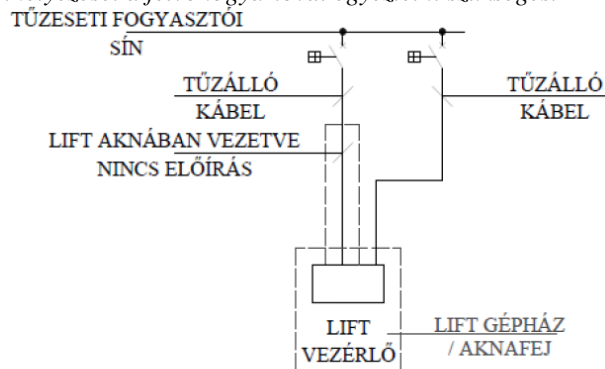 TŰZESETI FOGYASZTÓI
SÍN
TŰZÁLLÓ
KÁBEL
TŰZÁLLÓ
KÁBEL
LIFT AKNÁBAN VEZETVE
NINCS ELŐÍRÁS
LIFT
VEZÉRLŐ
LIFT GÉPHÁZ
/ AKNAFEJ